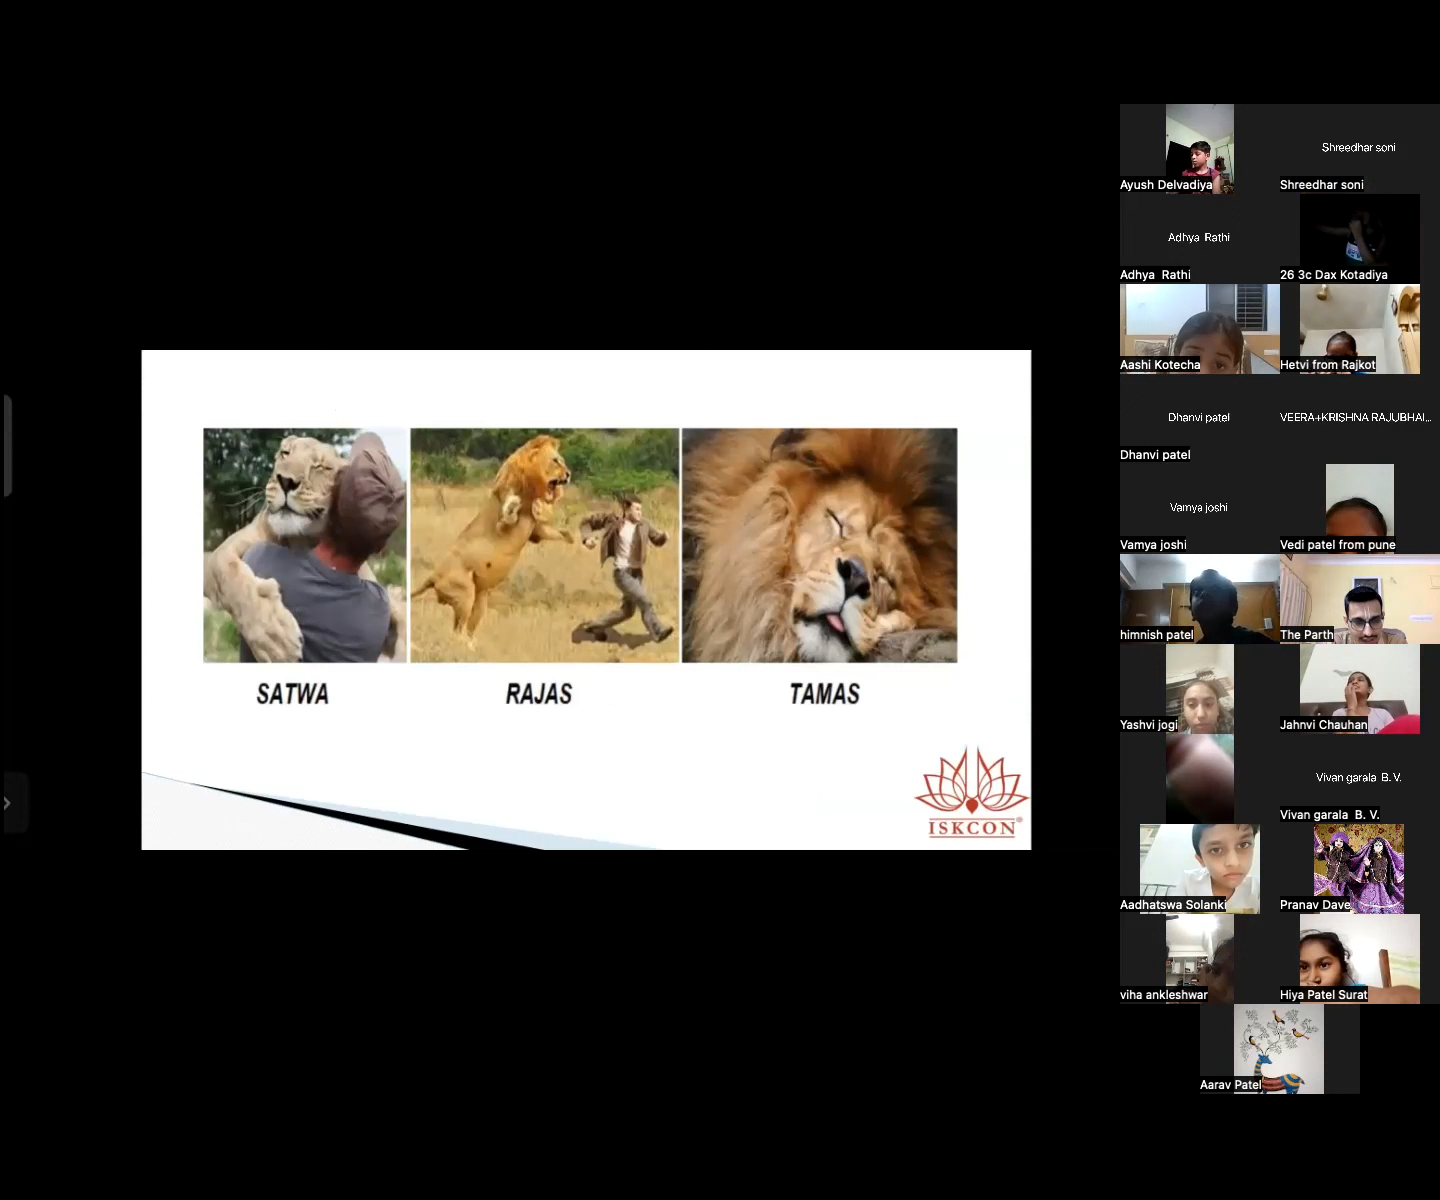 SATWA
RAJAS
TAMAS
ISKCON®
Ayush Delvadiya
Shreedhar soni
Shreedhar soni
Adhya Rathi
Adhya Rathi
26 3c Dax Kotadiya
Aashi Kotecha
Hetvi from Rajkot
Dhanvi patel
Dhanvi patel
VEERA+KRISHNA RAJUBHAI...
Vamya joshi
Vamya joshi
Vedi patel from pune
himnish patel
The Parth
Yashvi jogi
Jahnvi Chauhan
Vivan garala B. V.
Vivan garala B. V.
Aadhatswa Solanki
Pranav Dave
viha ankleshwar
Hiya Patel Surat
Aarav Patel